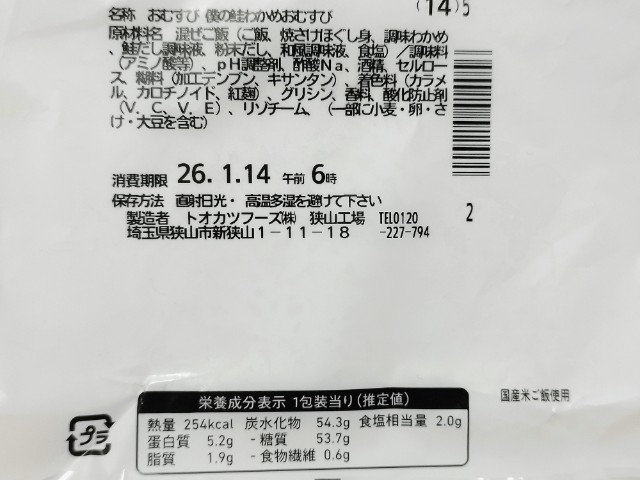 (14)5
名称　おむすび 僕の鮭わかめおむすび
原材料名　混ぜご飯（ご飯、焼さけほぐし身、調味わかめ
、鮭だし調味液、粉末だし、和風調味液、食塩）／調味料
（アミノ酸等）、ｐＨ調整剤、酢酸Ｎａ、酒精、セルロー
ス、糊料（加工デンプン、キサンタン）、着色料（カラメ
ル、カロチノイド、紅麹）、グリシン、香料、酸化防止剤
（Ｖ．Ｃ、Ｖ．Ｅ）、リゾチーム、（一部に小麦・卵・さ
け・大豆を含む）
消費期限 26. 1.14 午前 6時
保存方法　直射日光・高温多湿を避けて下さい
製造者　トオカツフーズ㈱　狭山工場　TEL0120
埼玉県狭山市新狭山１－１１－１８　-227-794
2
国産米ご飯使用
栄養成分表示 1包装当り(推定値)
熱量 254kcal 炭水化物 54.3g 食塩相当量 2.0g
蛋白質 5.2g -糖質 53.7g
脂質 1.9g -食物繊維 0.6g
プラ